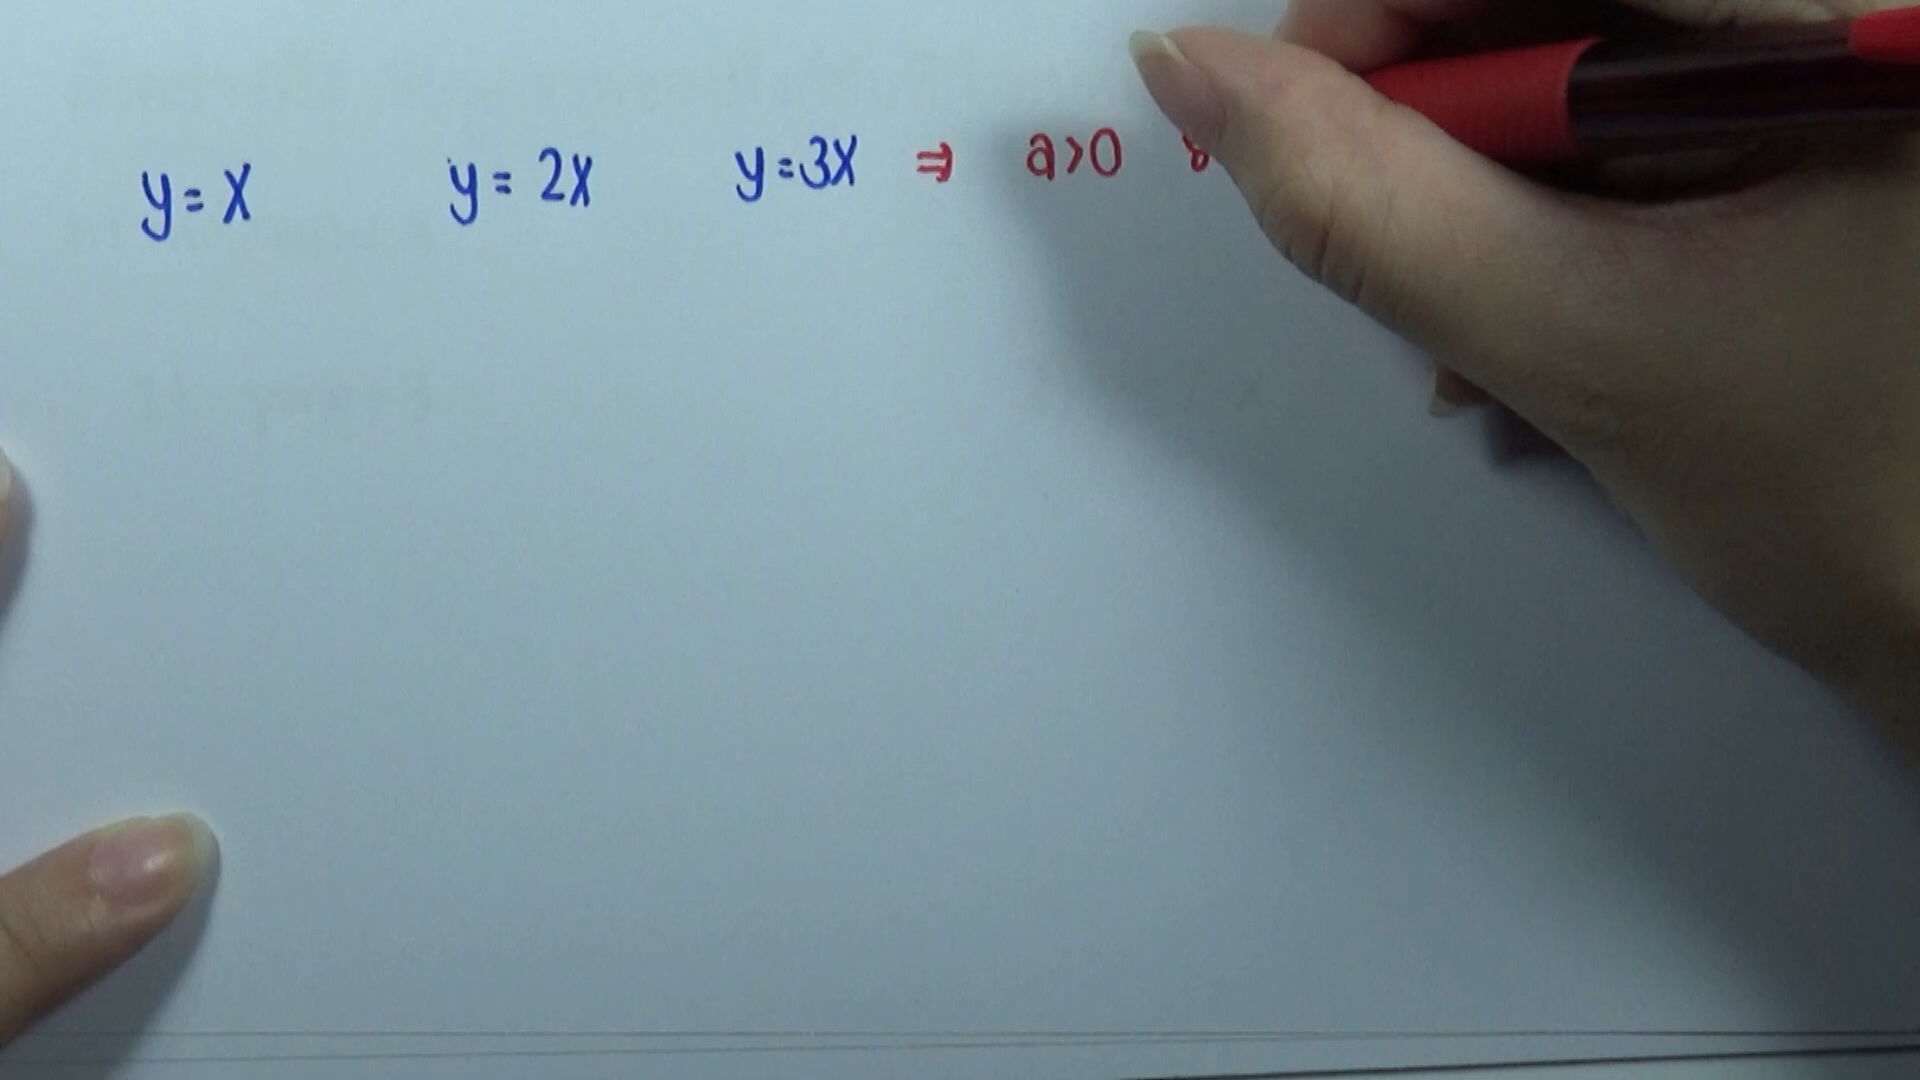 y = x y = 2x y = 3x ⇒ a > 0